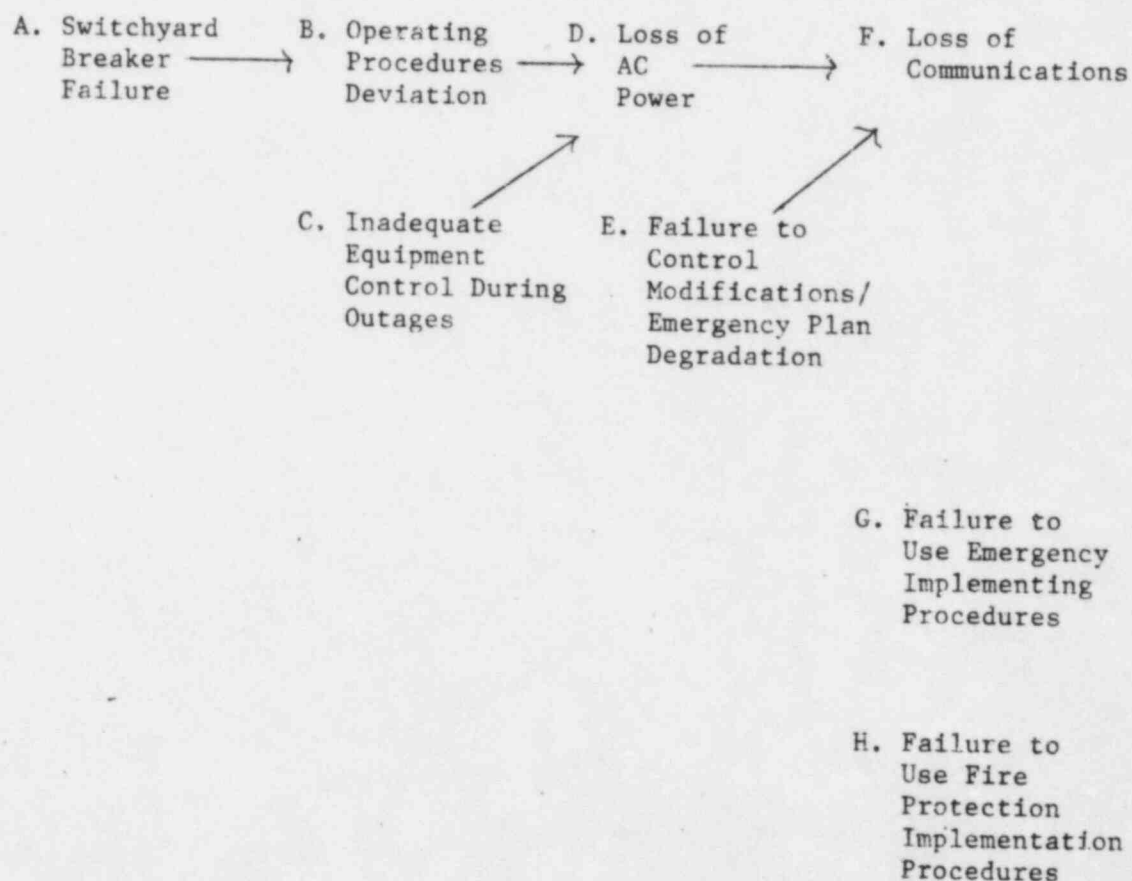 A. Switchyard
Breaker
Failure
B. Operating
Procedures
Deviation
D. Loss of
AC
Power
F. Loss of
Communications
C. Inadequate
Equipment
Control During
Outages
E. Failure to
Control
Modifications/
Emergency Plan
Degradation
G. Failure to
Use Emergency
Implementing
Procedures
H. Failure to
Use Fire
Protection
Implementation
Procedures